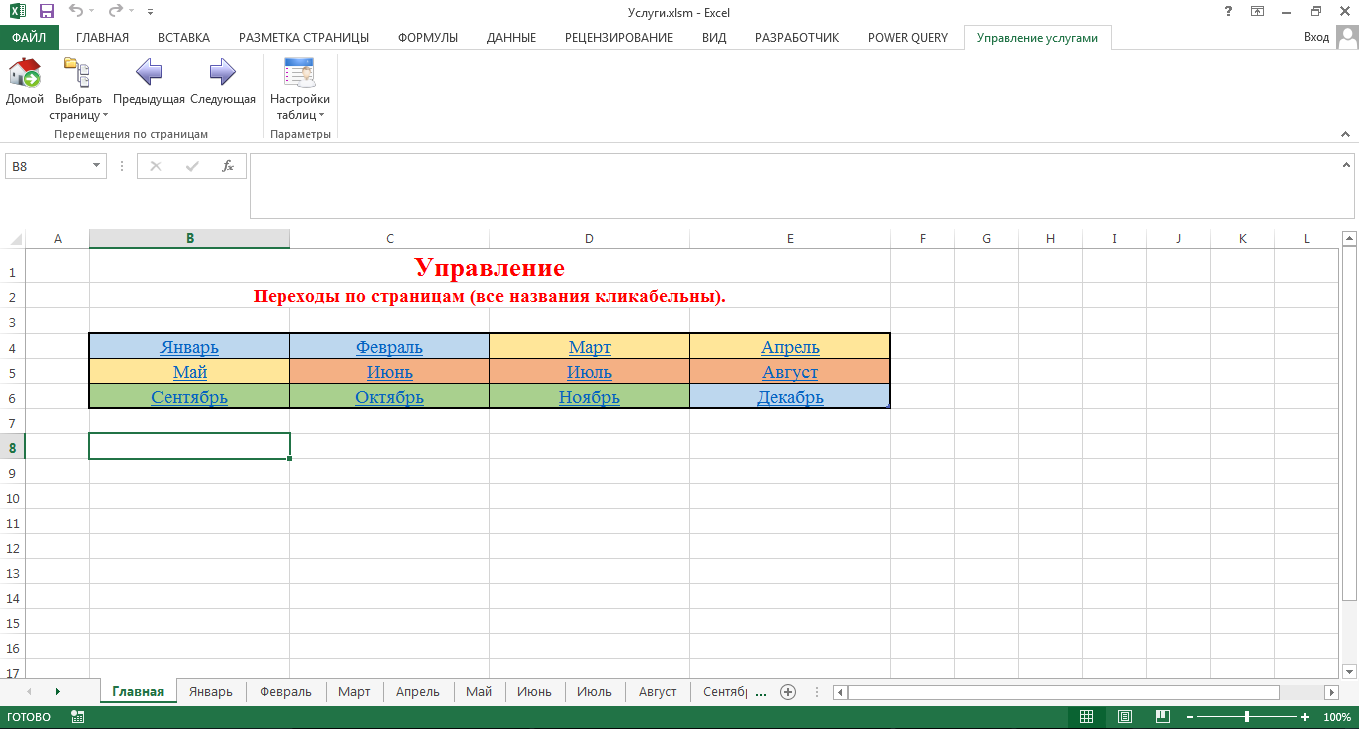 Услуги.xlsm - Excel
?
ФАЙЛ ГЛАВНАЯ ВСТАВКА РАЗМЕТКА СТРАНИЦЫ ФОРМУЛЫ ДАННЫЕ РЕЦЕНЗИРОВАНИЕ ВИД РАЗРАБОТЧИК POWER QUERY Управление услугами Вход
Домой Выбрать страницу Предыдущая Следующая Настройки таблиц
Перемещения по страницам Параметры
B8 fx
A B C D E F G H I J K L
1 Управление
2 Переходы по страницам (все названия кликабельны).
3
4 Январь Февраль Март Апрель
5 Май Июнь Июль Август
6 Сентябрь Октябрь Ноябрь Декабрь
7
8
9
10
11
12
13
14
15
16
17
Главная Январь Февраль Март Апрель Май Июнь Июль Август Сентябр ...
ГОТОВО 100%